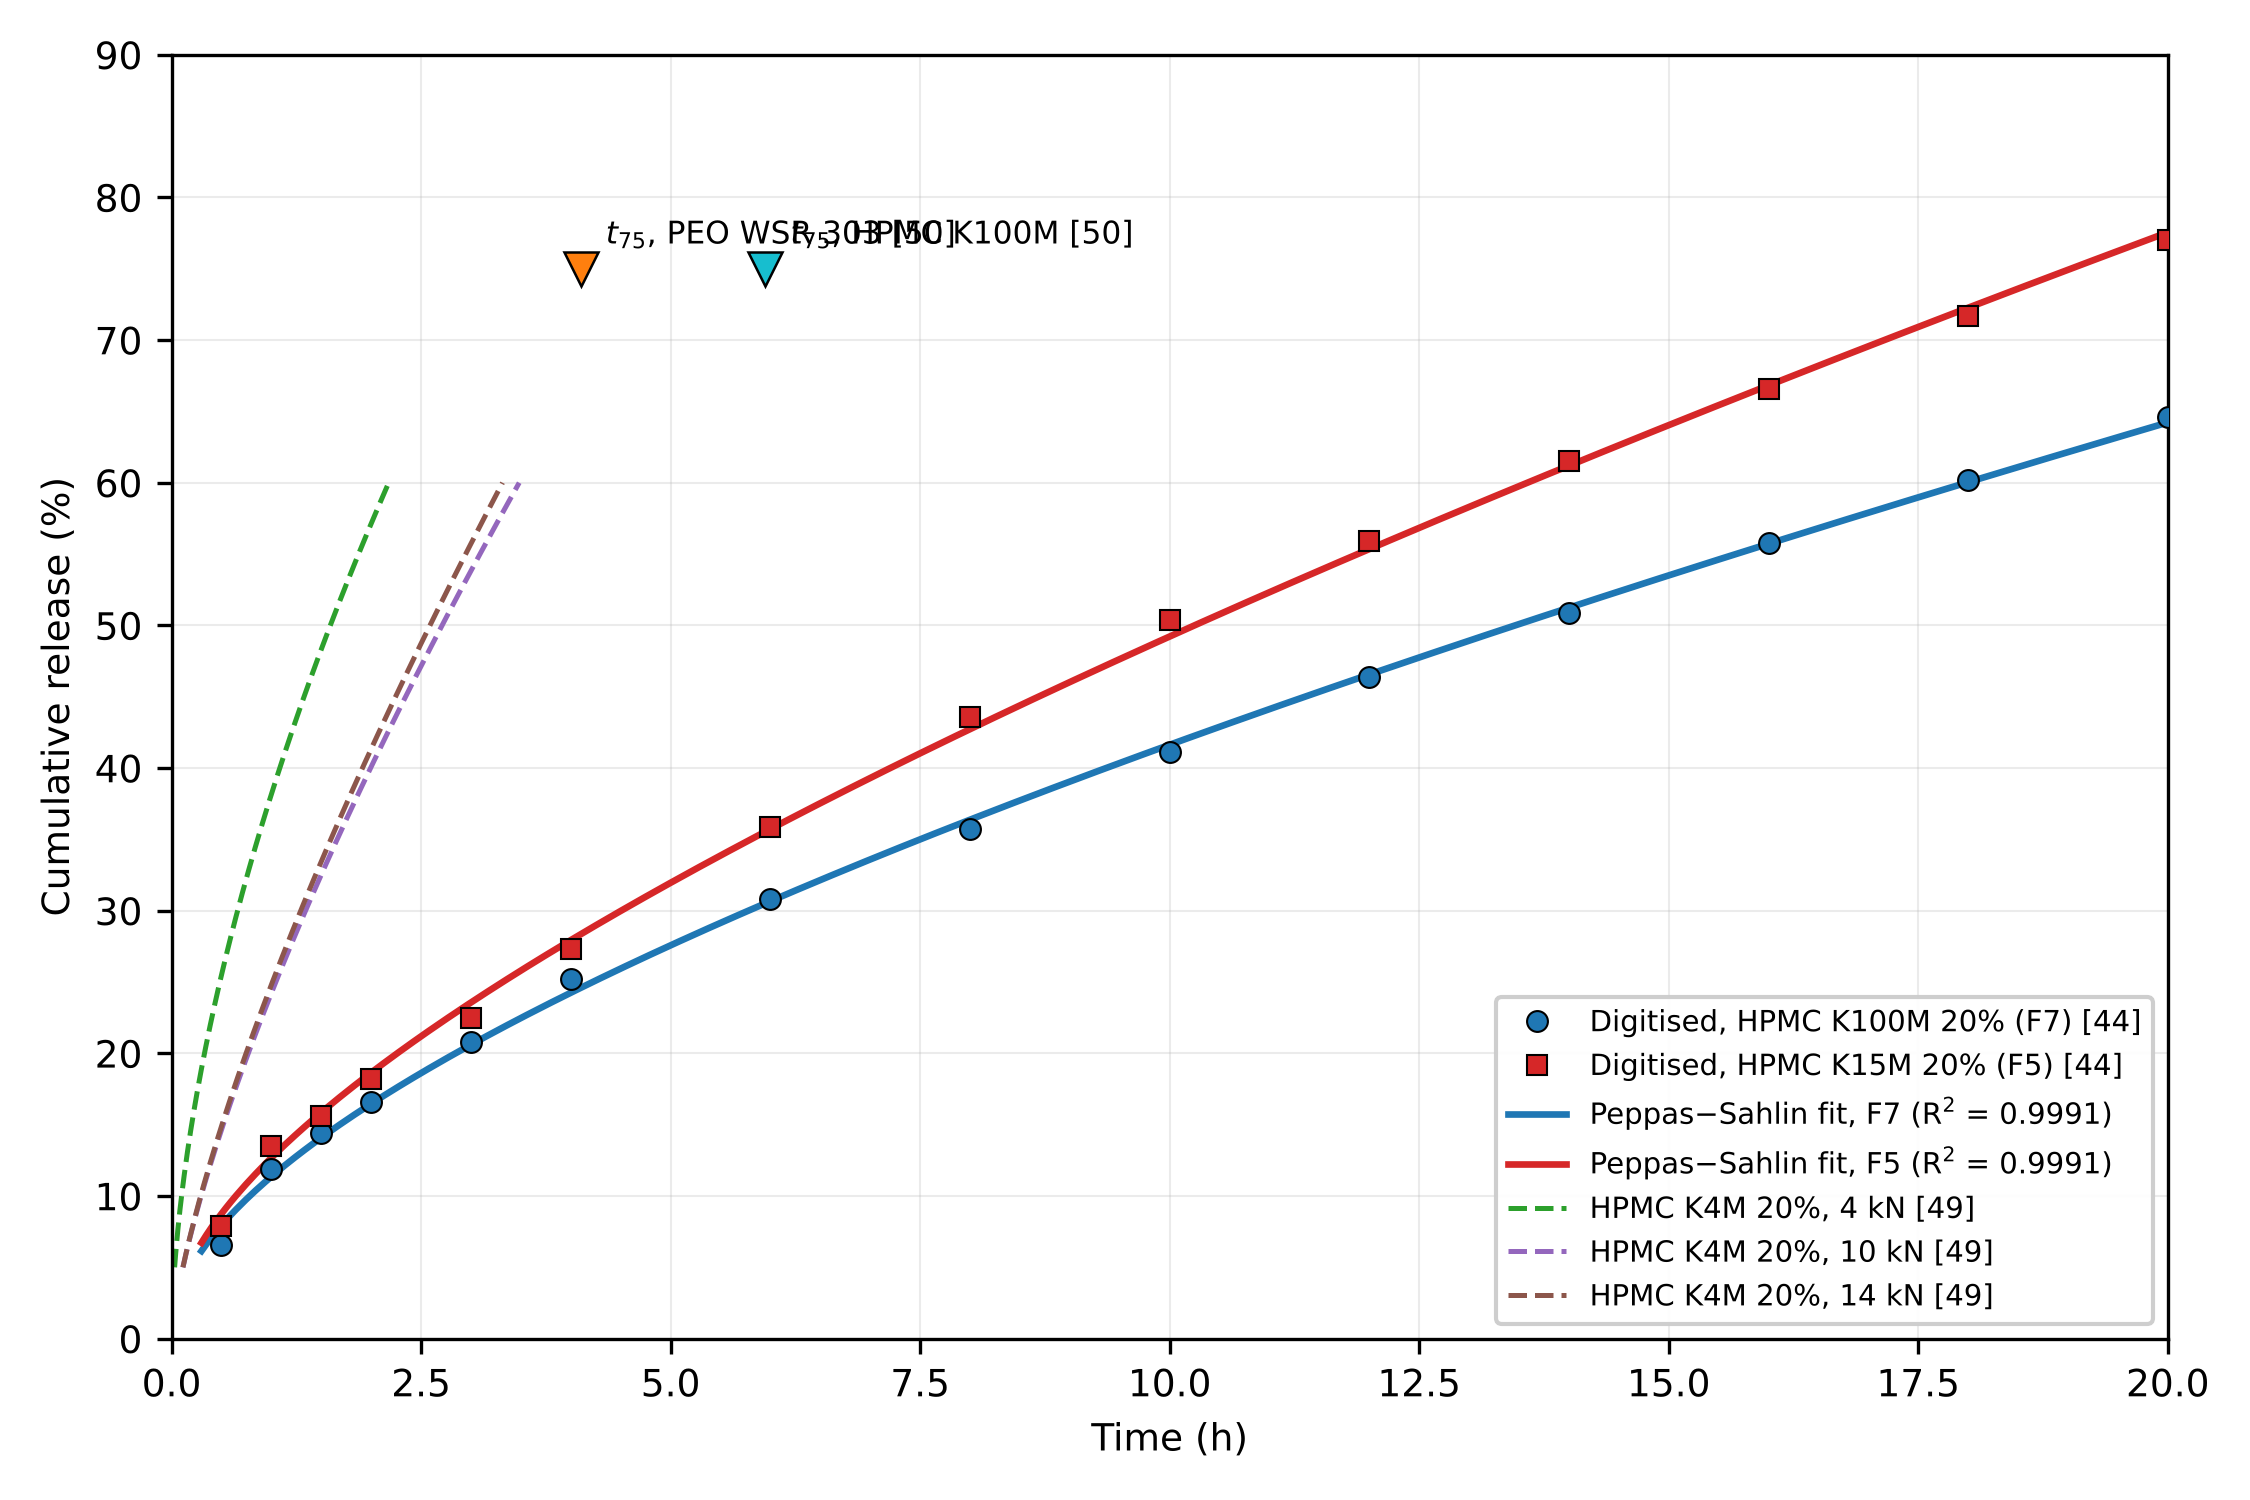 90
80
70
60
50
40
30
20
10
0
Cumulative release (%)
t75, PEO WSR 303 [50]
t75, HPMC K100M [50]
Digitised, HPMC K100M 20% (F7) [44]
Digitised, HPMC K15M 20% (F5) [44]
Peppas−Sahlin fit, F7 (R² = 0.9991)
Peppas−Sahlin fit, F5 (R² = 0.9991)
HPMC K4M 20%, 4 kN [49]
HPMC K4M 20%, 10 kN [49]
HPMC K4M 20%, 14 kN [49]
0.0 2.5 5.0 7.5 10.0 12.5 15.0 17.5 20.0
Time (h)